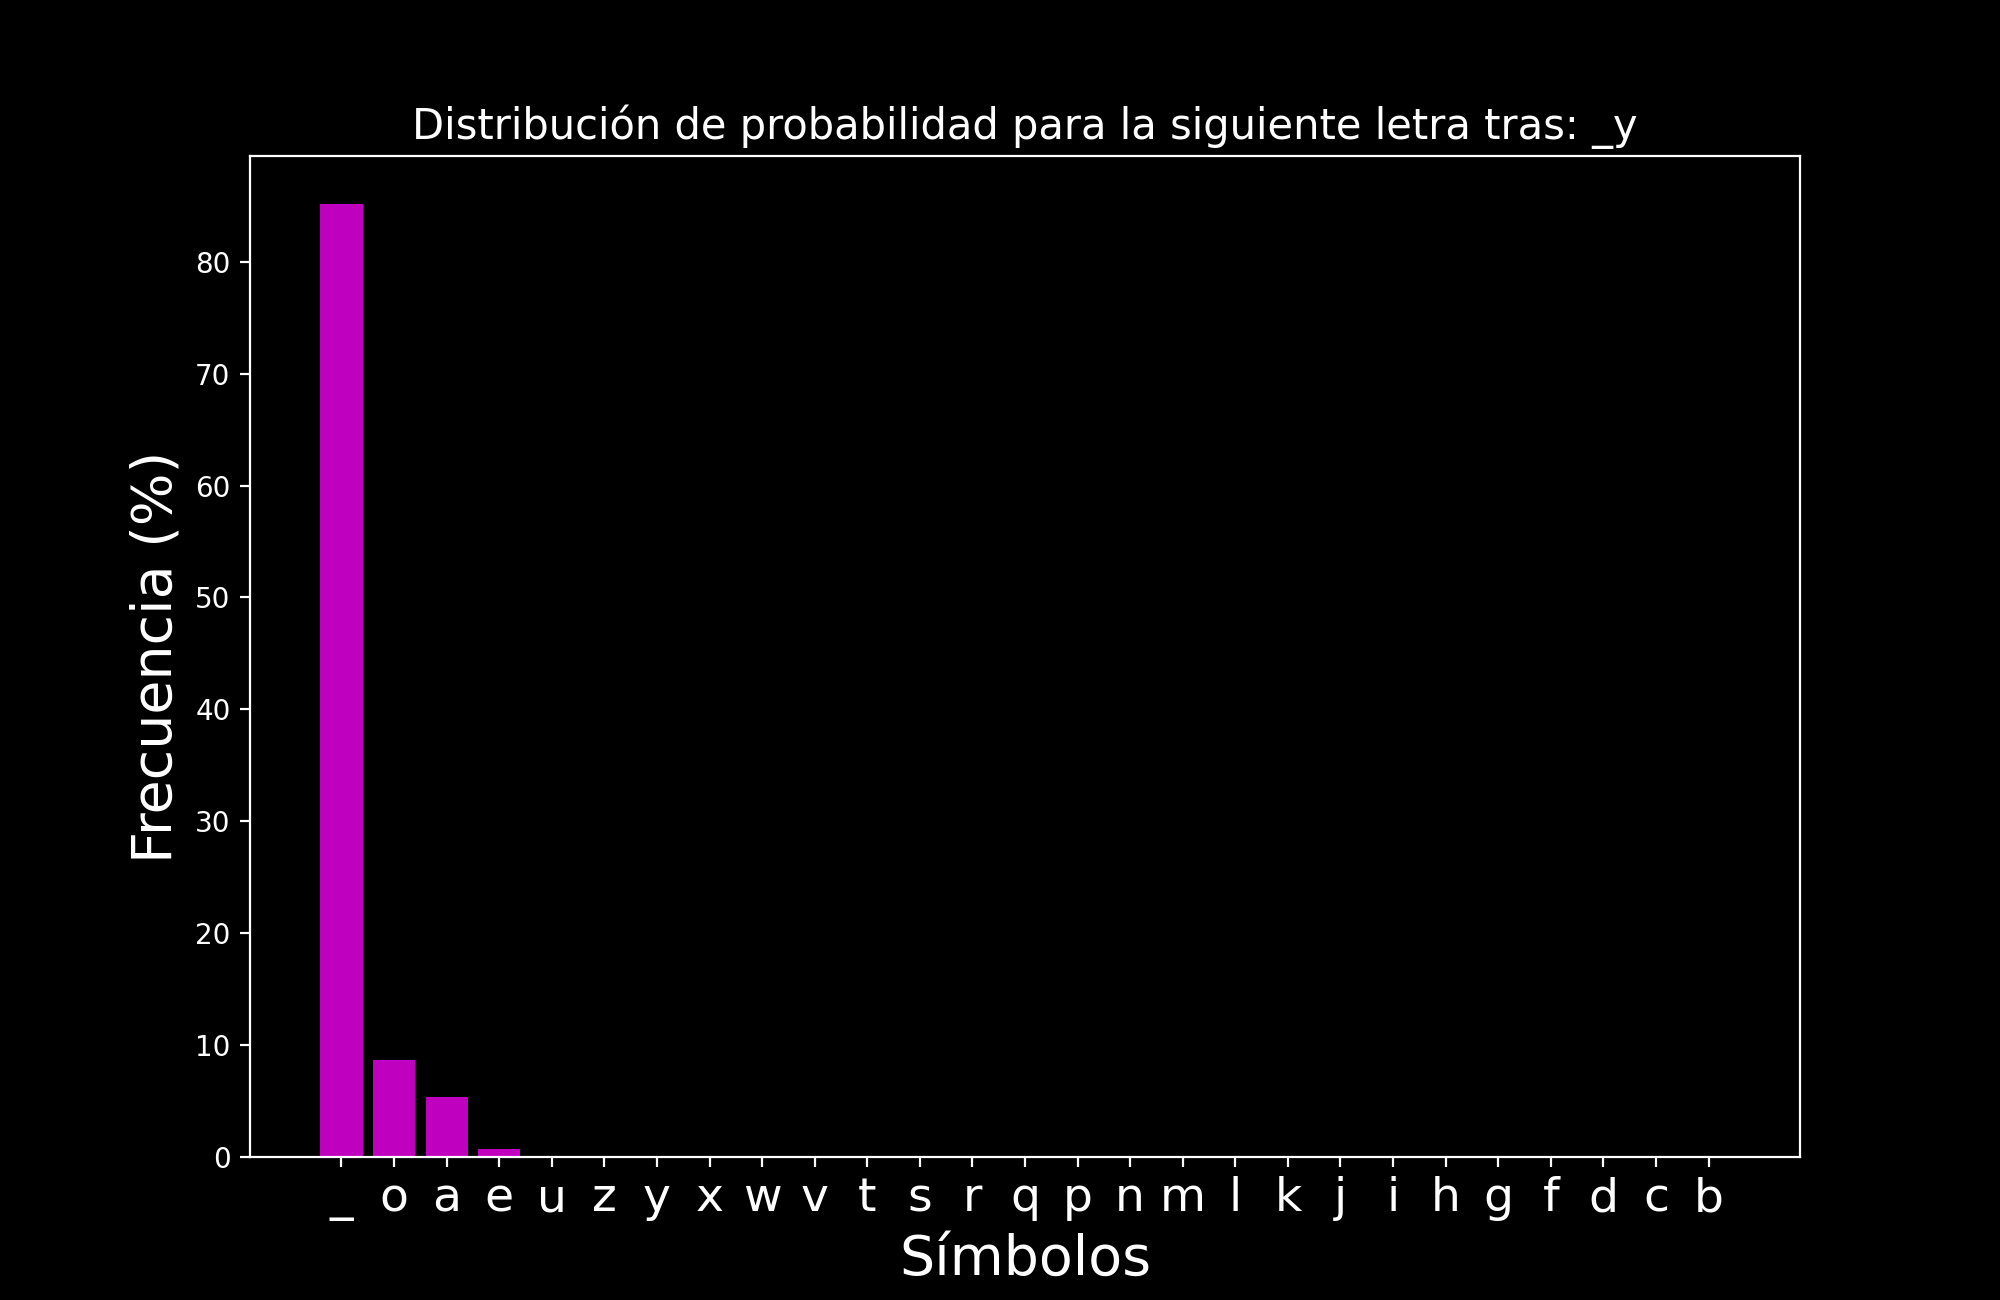 Distribución de probabilidad para la siguiente letra tras: _y
Frecuencia (%)
80
70
60
50
40
30
20
10
0
_ o a e u z y x w v t s r q p n m l k j i h g f d c b
Símbolos